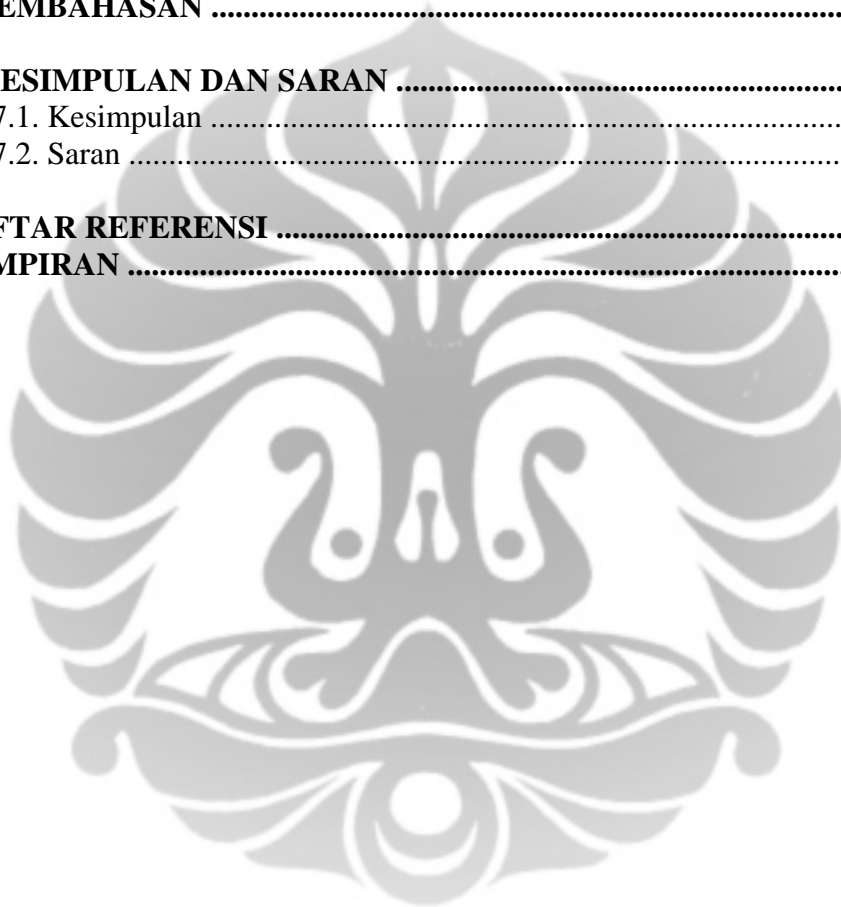 EMBAHASAN ........................................................................................
ESIMPULAN DAN SARAN ..............................................................
7.1. Kesimpulan .....................................................................................
7.2. Saran ...............................................................................................
FTAR REFERENSI ..............................................................................
MPIRAN ..................................................................................................